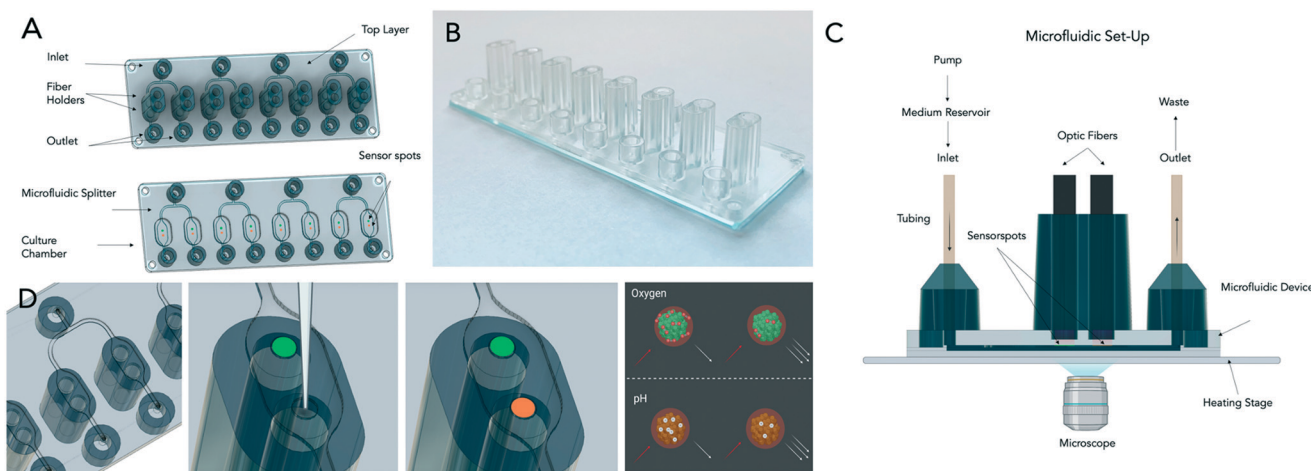 A
Top Layer
Inlet
Fiber
Holders
Outlet
Sensor spots
Microfluidic Splitter
Culture
Chamber
B
C
Microfluidic Set-Up
Pump
Waste
Medium Reservoir
Optic Fibers
Inlet
Outlet
Tubing
Sensorspots
Microfluidic Device
Heating Stage
Microscope
D
Oxygen
pH